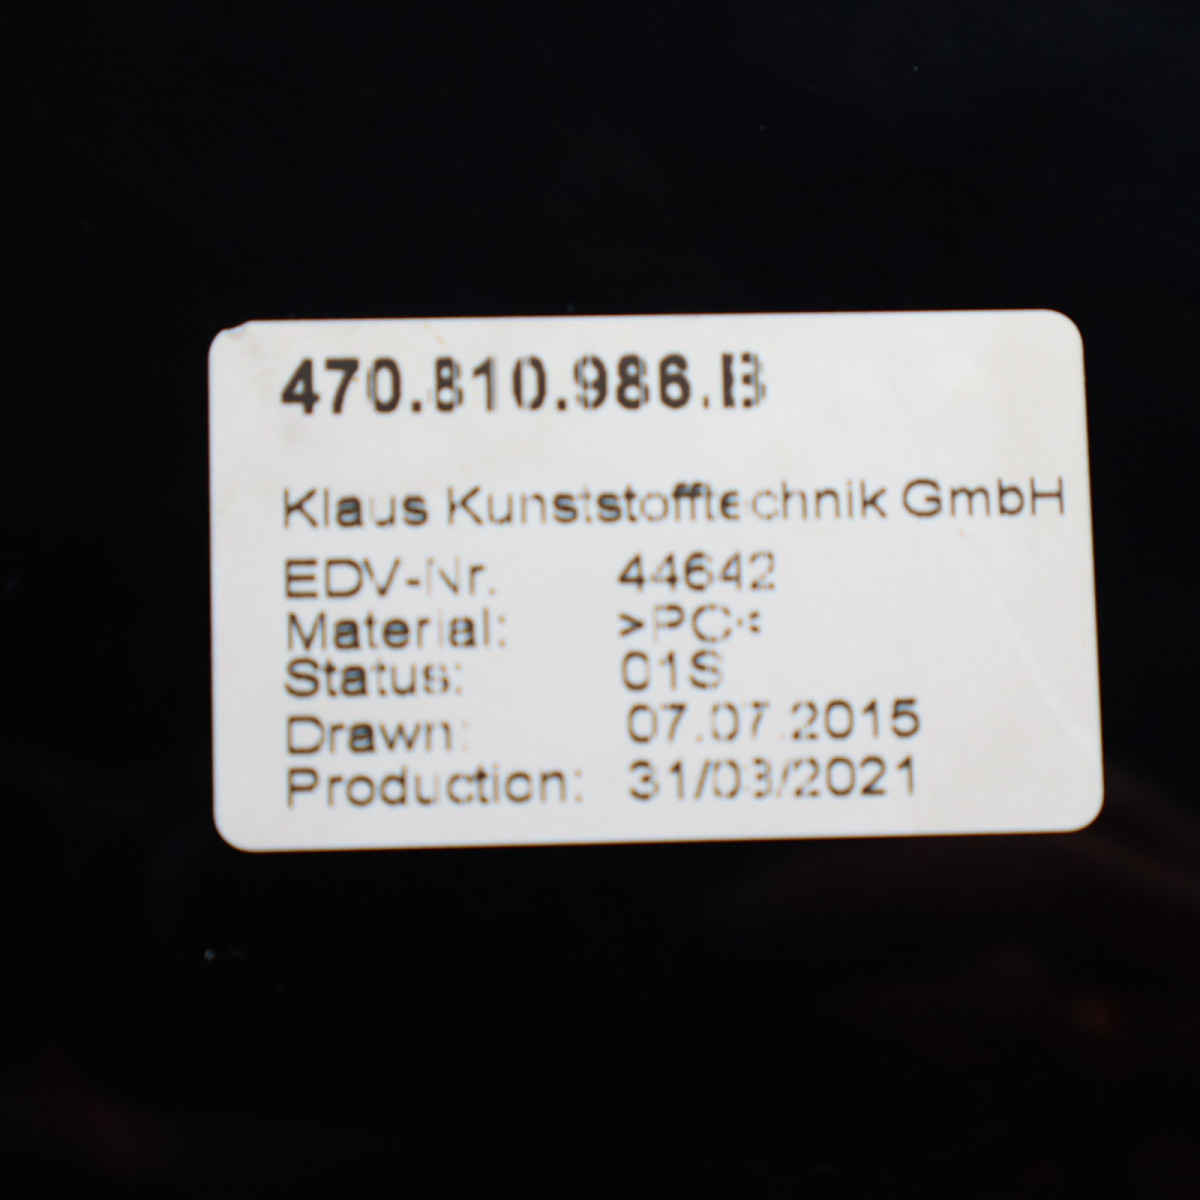 470.810.986.B
Klaus Kunststofftechnik GmbH
EDV-Nr. 44642
Material: >PC<
Status: 01S
Drawn: 07.07.2015
Production: 31/03/2021